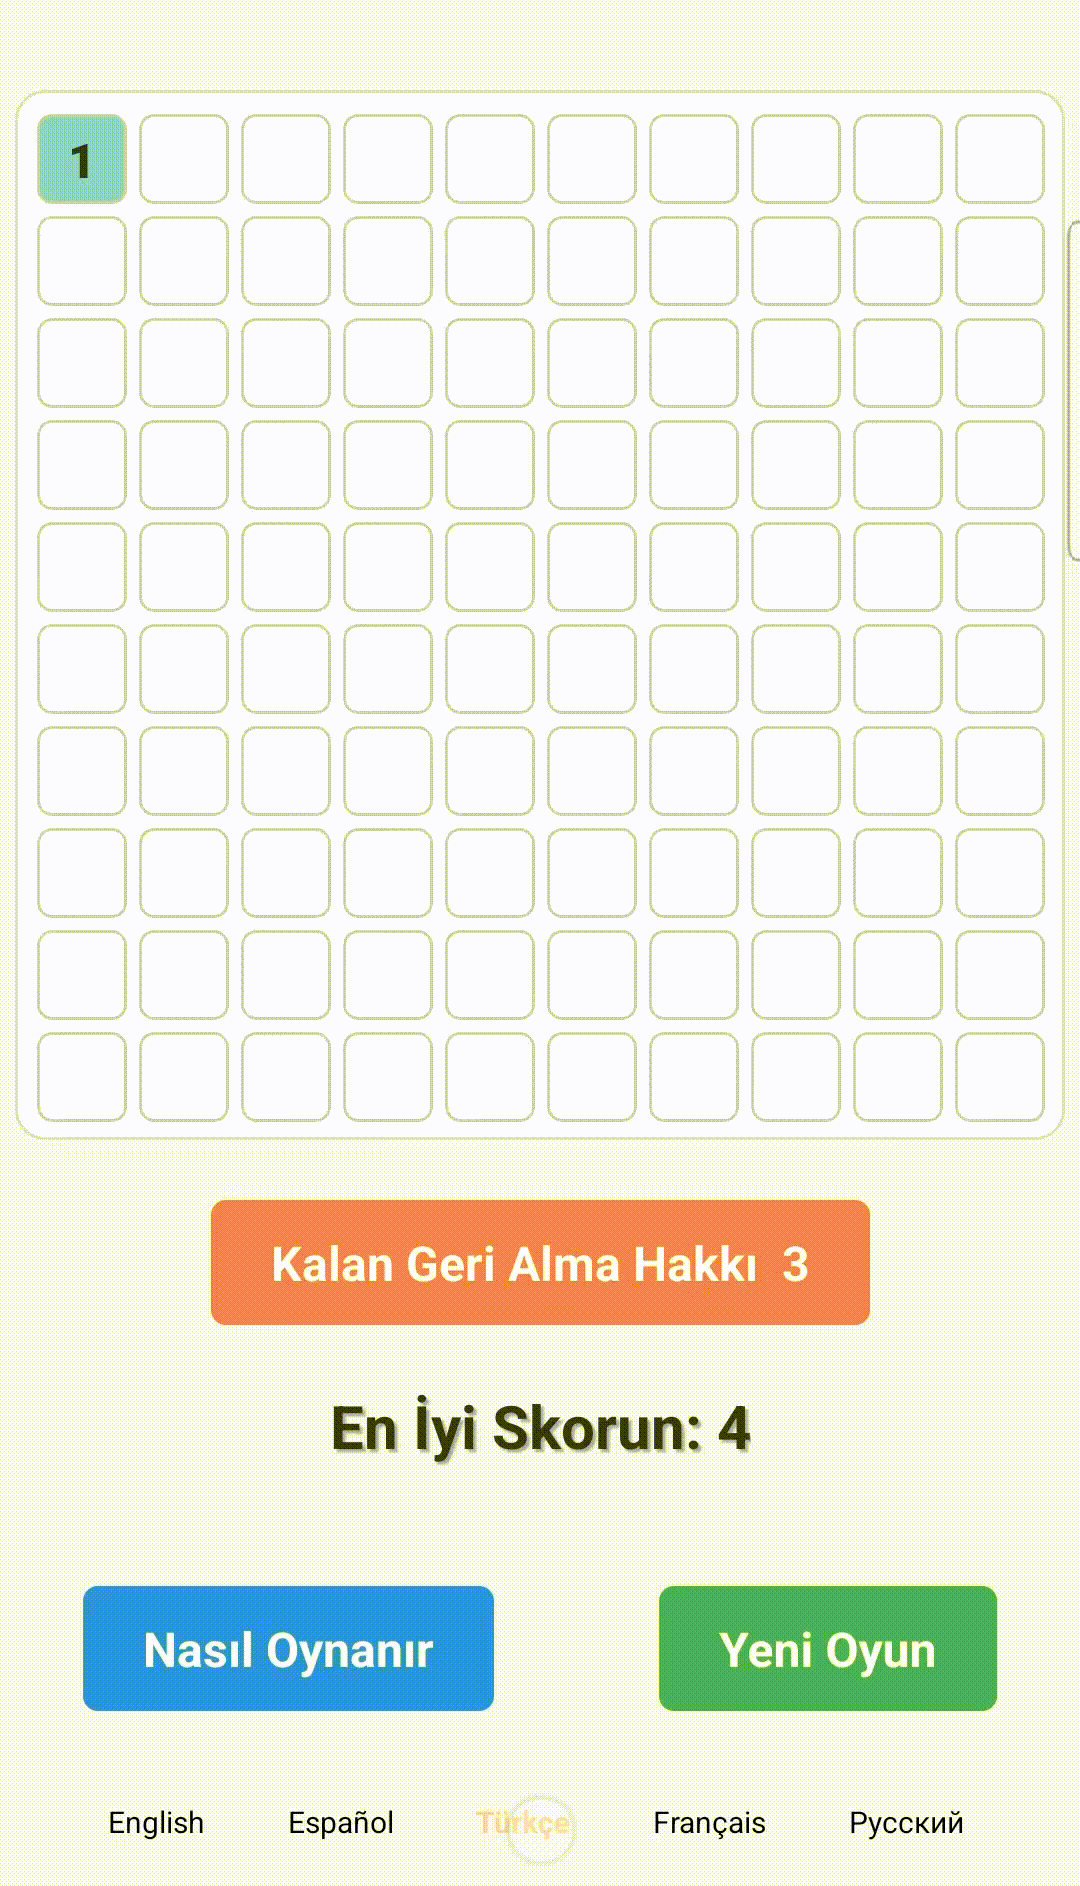 1
Kalan Geri Alma Hakkı 3
En İyi Skorun: 4
Nasıl Oynanır
Yeni Oyun
English Español Türkçe Français Русский